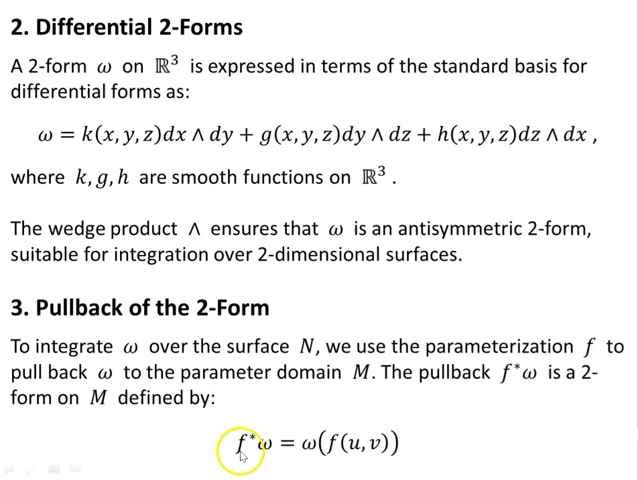 2. Differential 2-Forms
A 2-form ω on ℝ³ is expressed in terms of the standard basis for
differential forms as:
ω = k(x, y, z)dx ∧ dy + g(x, y, z)dy ∧ dz + h(x, y, z)dz ∧ dx ,
where k, g, h are smooth functions on ℝ³ .
The wedge product ∧ ensures that ω is an antisymmetric 2-form,
suitable for integration over 2-dimensional surfaces.
3. Pullback of the 2-Form
To integrate ω over the surface N, we use the parameterization f to
pull back ω to the parameter domain M. The pullback f*ω is a 2-
form on M defined by:
f*ω = ω(f(u, v))